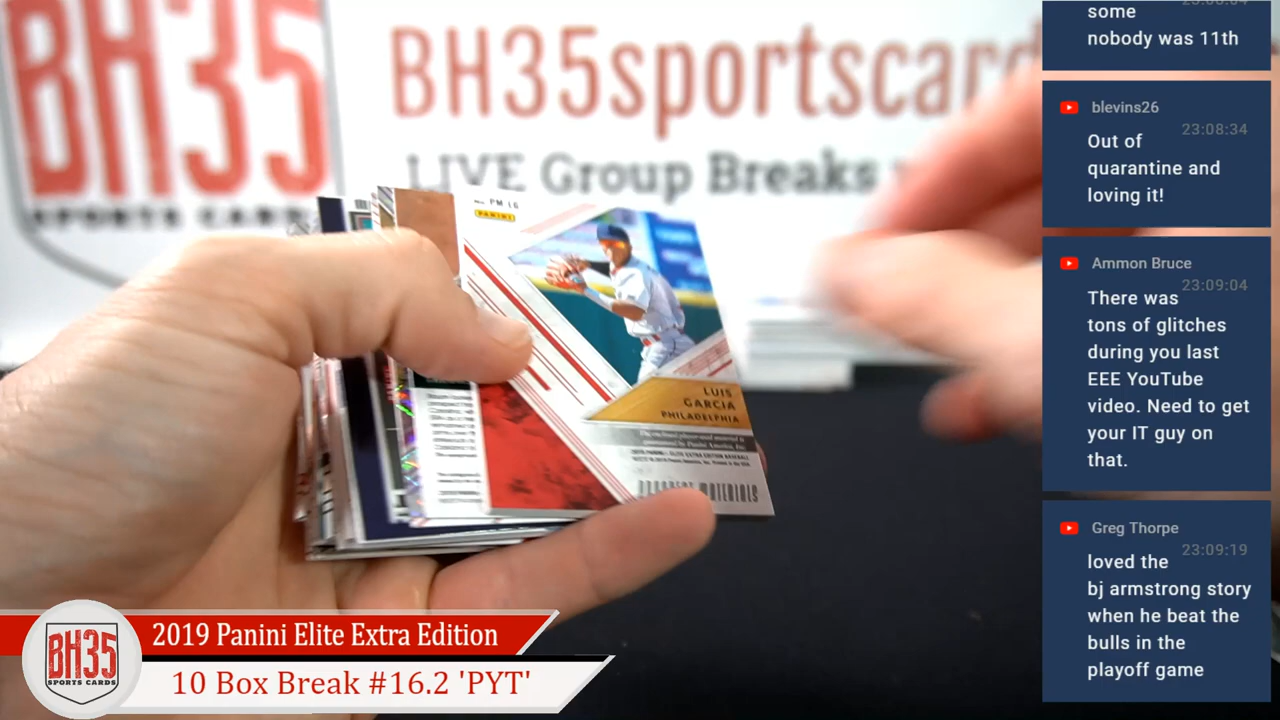 BH35
SPORTS CARDS
BH35sportscard
LIVE Group Breaks
PM-16
PANINI
LUIS
GARCIA
PHILADELPHIA
MATERIALS
2019 Panini Elite Extra Edition
10 Box Break #16.2 'PYT'
BH35
SPORTS CARDS
some
nobody was 11th
blevins26
23:08:34
Out of
quarantine and
loving it!
Ammon Bruce
23:09:04
There was
tons of glitches
during you last
EEE YouTube
video. Need to get
your IT guy on
that.
Greg Thorpe
23:09:19
loved the
bj armstrong story
when he beat the
bulls in the
playoff game